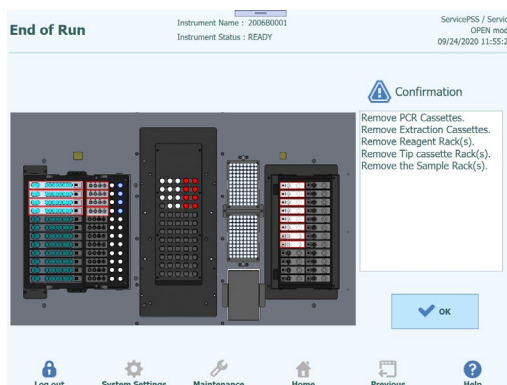 End of Run
Instrument Name : 2006B0001
Instrument Status : READY
ServicePSS / Servic
OPEN mod
09/24/2020 11:55:2
Confirmation
Remove PCR Cassettes.
Remove Extraction Cassettes.
Remove Reagent Rack(s).
Remove Tip cassette Rack(s).
Remove the Sample Rack(s).
OK
Log out
System Settings
Maintenance
Home
Previous
Help